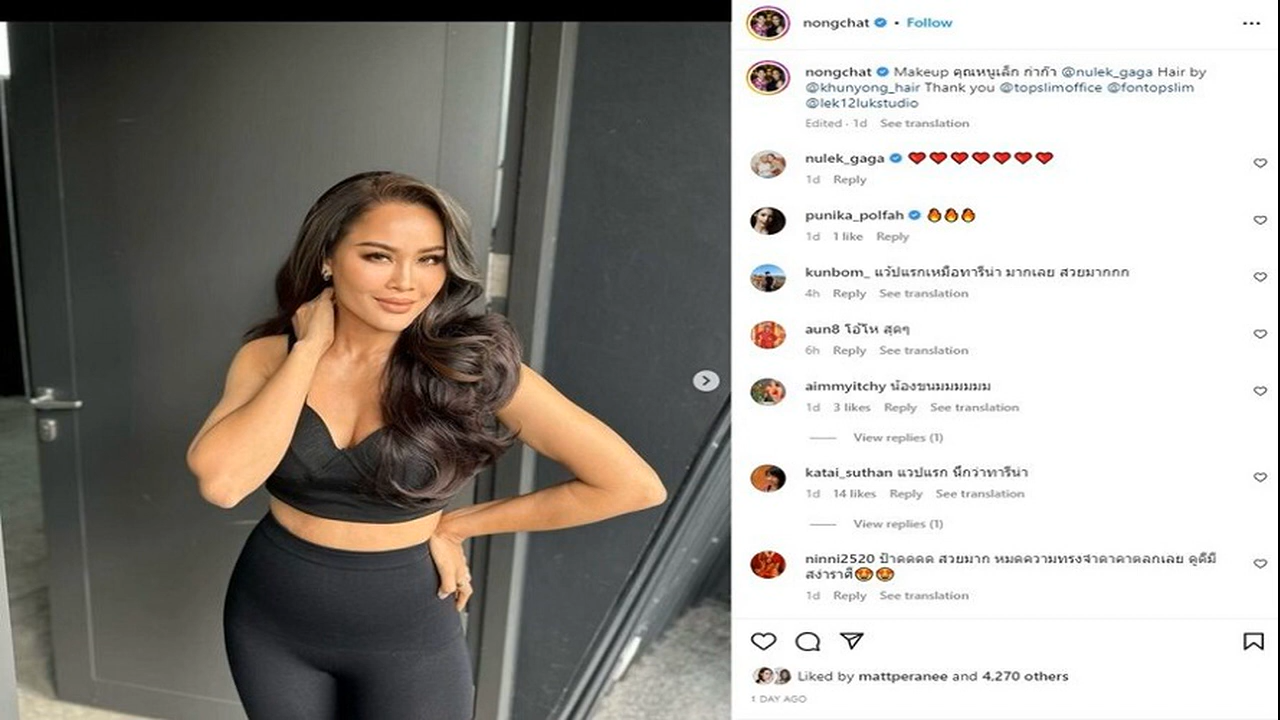 nongchat • Follow
nongchat Makeup คุณหนูเล็ก ก่าก๊า @nulek_gaga Hair by
@khunyong_hair Thank you @topslimoffice @fontopslim
@lek12lukstudio
Edited · 1d See translation
nulek_gaga ❤❤❤❤❤❤❤
1d Reply
punika_polfah 🔥🔥🔥
1d 1 like Reply
kunbom_ แว๊ปแรกเหมือทารีน่า มากเลย สวยมากกก
4h Reply See translation
aun8 โอ้โห สุดๆ
6h Reply See translation
aimmyitchy น้องขนมมมมมม
1d 3 likes Reply See translation
View replies (1)
katai_suthan แวปแรก นึกว่าทารีน่า
1d 14 likes Reply See translation
View replies (1)
ninni2520 ป้าดดดด สวยมาก หมดความทรงจำดาคาตลกเลย ดูดีมี
สง่าราศี🤩🤩
1d Reply See translation
Liked by mattperanee and 4,270 others
1 DAY AGO